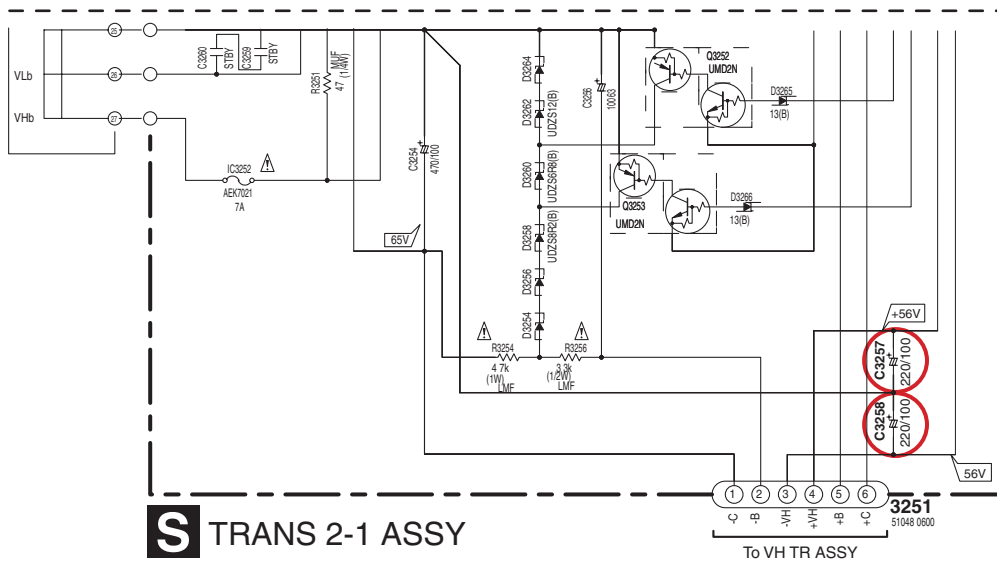 25
C3260
STBY
C3259
STBY
VLb
26
R3251
47
MUF
(1/4W)
VHb
27
IC3252
AEK7021
7A
C3254
470/100
65V
D3264
D3262
UDZS12(B)
D3260
UDZS6R8(B)
D3258
UDZS8R2(B)
D3256
D3254
C3256
10063
Q3252
UMD2N
D3265
13(B)
Q3253
UMD2N
D3266
13(B)
R3254
4 7k
(1W)
LMF
R3256
3 3k
(1/2W)
LMF
+56V
C3257
220/100
C3258
220/100
56V
1 2 3 4 5 6
-C -B -VH +VH +B +C
3251
51048 0600
S TRANS 2-1 ASSY
To VH TR ASSY